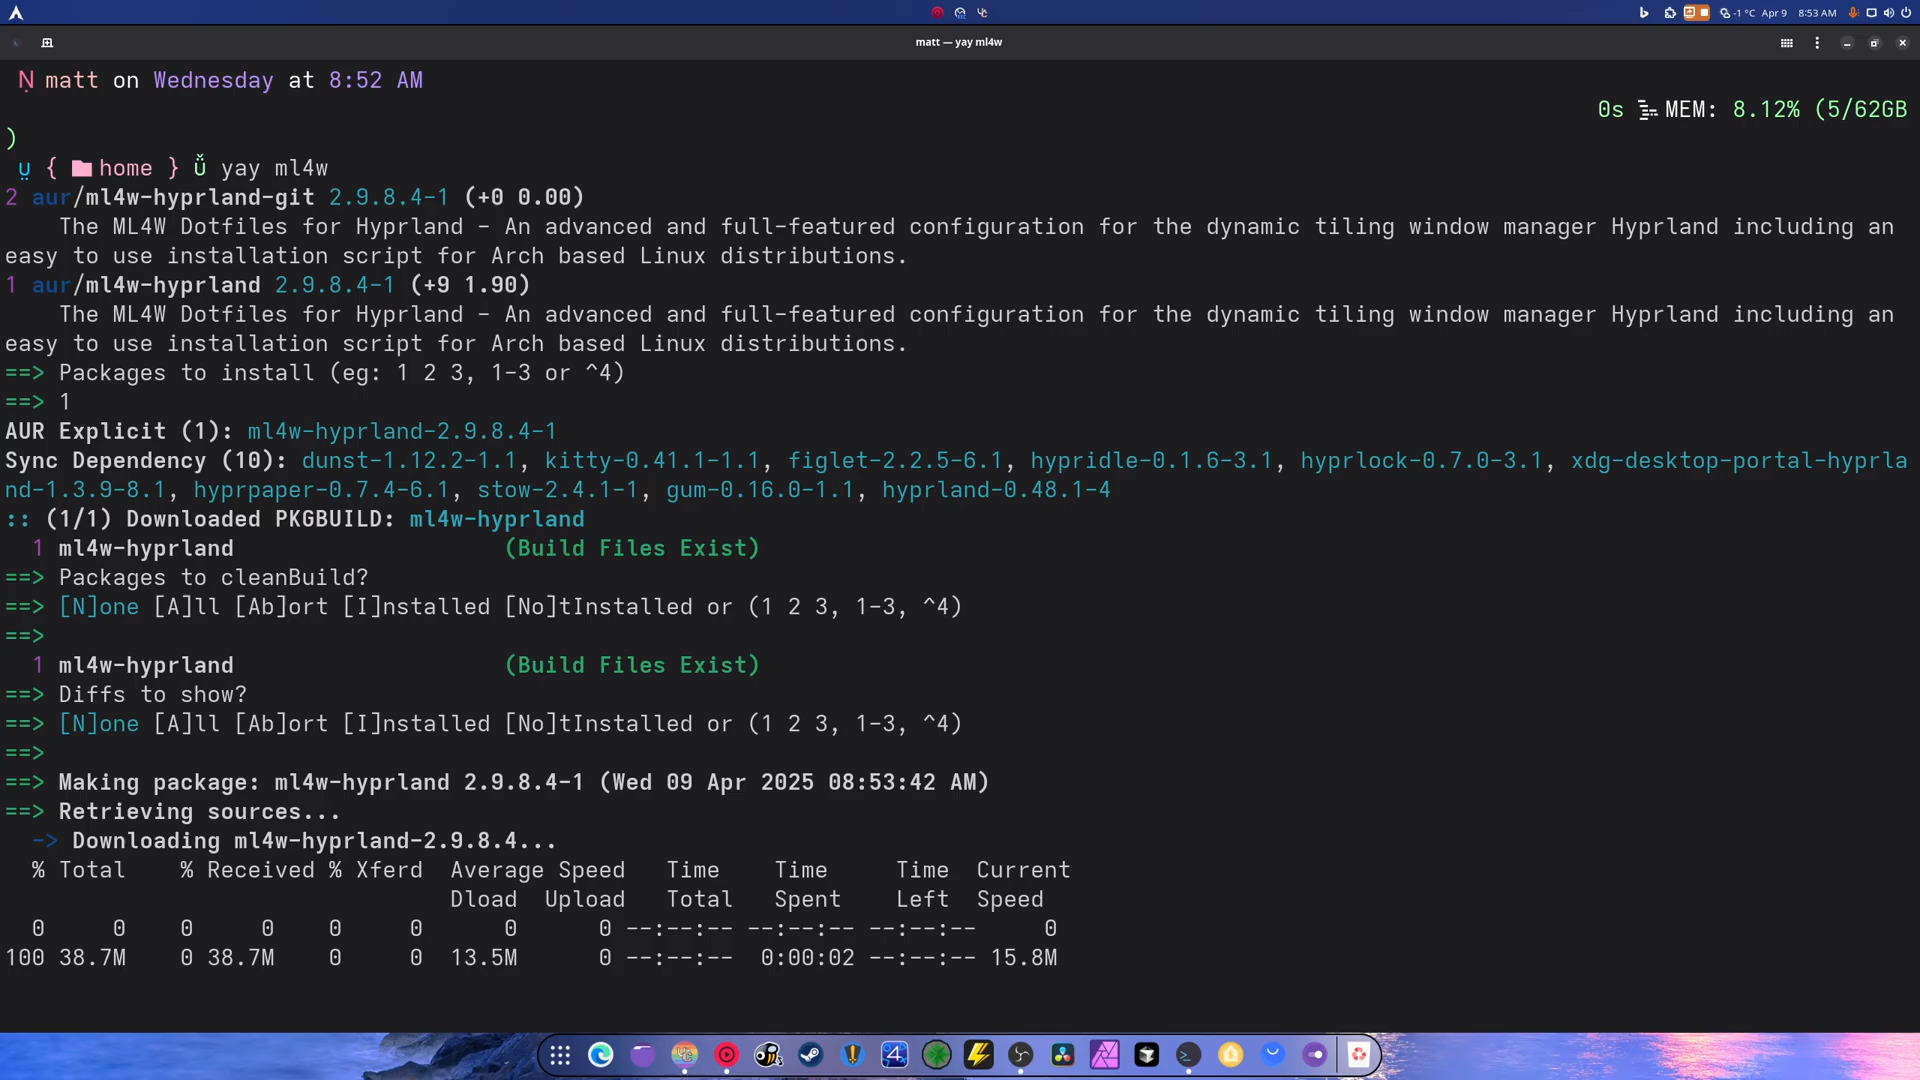 -1 °C Apr 9 8:53 AM
matt — yay ml4w
matt on Wednesday at 8:52 AM
0s MEM: 8.12% (5/62GB
)
{ home } yay ml4w
2 aur/ml4w-hyprland-git 2.9.8.4-1 (+0 0.00)
The ML4W Dotfiles for Hyprland - An advanced and full-featured configuration for the dynamic tiling window manager Hyprland including an
easy to use installation script for Arch based Linux distributions.
1 aur/ml4w-hyprland 2.9.8.4-1 (+9 1.90)
The ML4W Dotfiles for Hyprland - An advanced and full-featured configuration for the dynamic tiling window manager Hyprland including an
easy to use installation script for Arch based Linux distributions.
==> Packages to install (eg: 1 2 3, 1-3 or ^4)
==> 1
AUR Explicit (1): ml4w-hyprland-2.9.8.4-1
Sync Dependency (10): dunst-1.12.2-1.1, kitty-0.41.1-1.1, figlet-2.2.5-6.1, hypridle-0.1.6-3.1, hyprlock-0.7.0-3.1, xdg-desktop-portal-hyprla
nd-1.3.9-8.1, hyprpaper-0.7.4-6.1, stow-2.4.1-1, gum-0.16.0-1.1, hyprland-0.48.1-4
:: (1/1) Downloaded PKGBUILD: ml4w-hyprland
1 ml4w-hyprland (Build Files Exist)
==> Packages to cleanBuild?
==> [N]one [A]ll [Ab]ort [I]nstalled [No]tInstalled or (1 2 3, 1-3, ^4)
==>
1 ml4w-hyprland (Build Files Exist)
==> Diffs to show?
==> [N]one [A]ll [Ab]ort [I]nstalled [No]tInstalled or (1 2 3, 1-3, ^4)
==>
==> Making package: ml4w-hyprland 2.9.8.4-1 (Wed 09 Apr 2025 08:53:42 AM)
==> Retrieving sources...
-> Downloading ml4w-hyprland-2.9.8.4...
% Total % Received % Xferd Average Speed Time Time Time Current
Dload Upload Total Spent Left Speed
0 0 0 0 0 0 0 0 --:--:-- --:--:-- --:--:-- 0
100 38.7M 0 38.7M 0 0 13.5M 0 --:--:-- 0:00:02 --:--:-- 15.8M